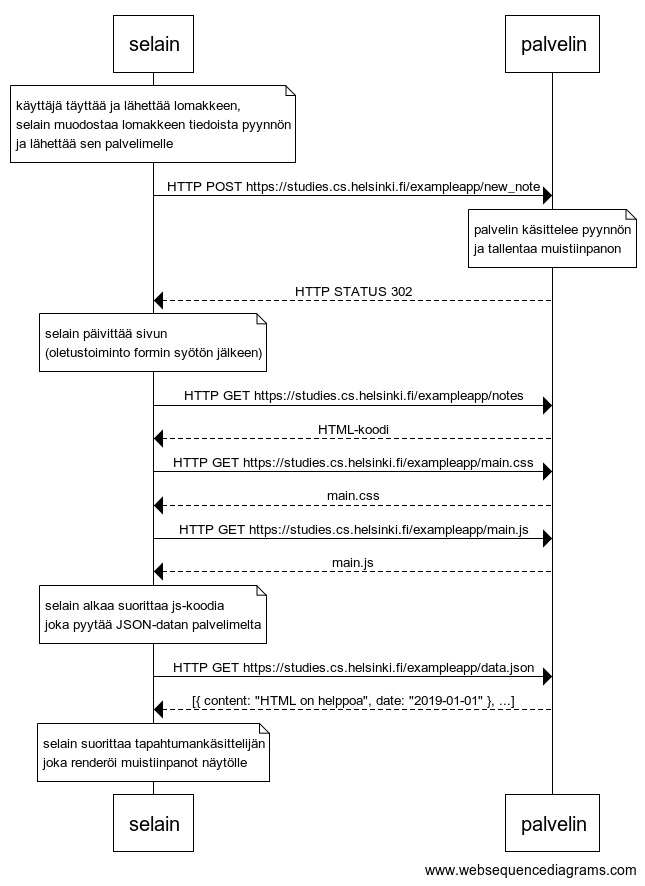 selain
palvelin
käyttäjä täyttää ja lähettää lomakkeen,
selain muodostaa lomakkeen tiedoista pyynnön
ja lähettää sen palvelimelle
HTTP POST https://studies.cs.helsinki.fi/exampleapp/new_note
palvelin käsittelee pyynnön
ja tallentaa muistiinpanon
HTTP STATUS 302
selain päivittää sivun
(oletustoiminto formin syötön jälkeen)
HTTP GET https://studies.cs.helsinki.fi/exampleapp/notes
HTML-koodi
HTTP GET https://studies.cs.helsinki.fi/exampleapp/main.css
main.css
HTTP GET https://studies.cs.helsinki.fi/exampleapp/main.js
main.js
selain alkaa suorittaa js-koodia
joka pyytää JSON-datan palvelimelta
HTTP GET https://studies.cs.helsinki.fi/exampleapp/data.json
[{ content: "HTML on helppoa", date: "2019-01-01" }, ...]
selain suorittaa tapahtumankäsittelijän
joka renderöi muistiinpanot näytölle
selain
palvelin
www.websequencediagrams.com